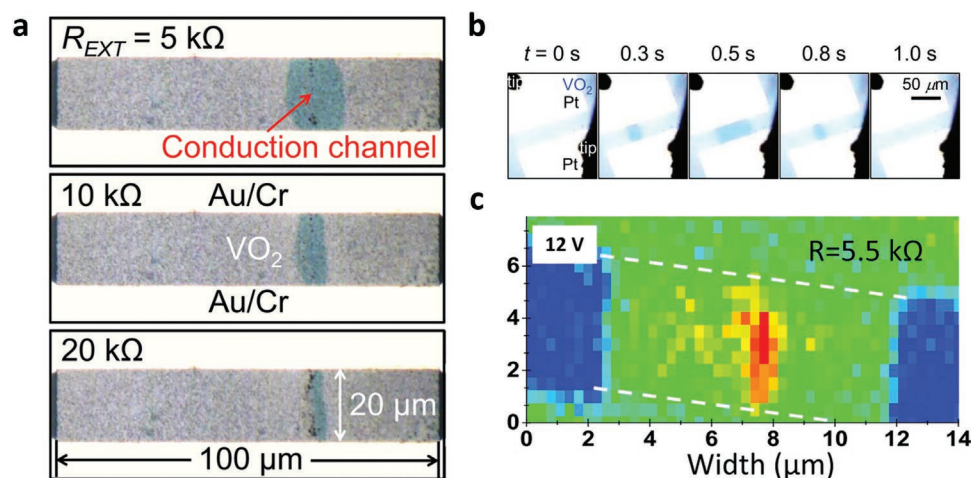 a
R_EXT = 5 kΩ
Conduction channel
10 kΩ
Au/Cr
VO₂
Au/Cr
20 kΩ
20 μm
100 μm
b
t = 0 s 0.3 s 0.5 s 0.8 s 1.0 s
tip
VO₂
Pt
tip
Pt
50 μm
c
12 V
R=5.5 kΩ
6
4
2
0
0 2 4 6 8 10 12 14
Width (μm)